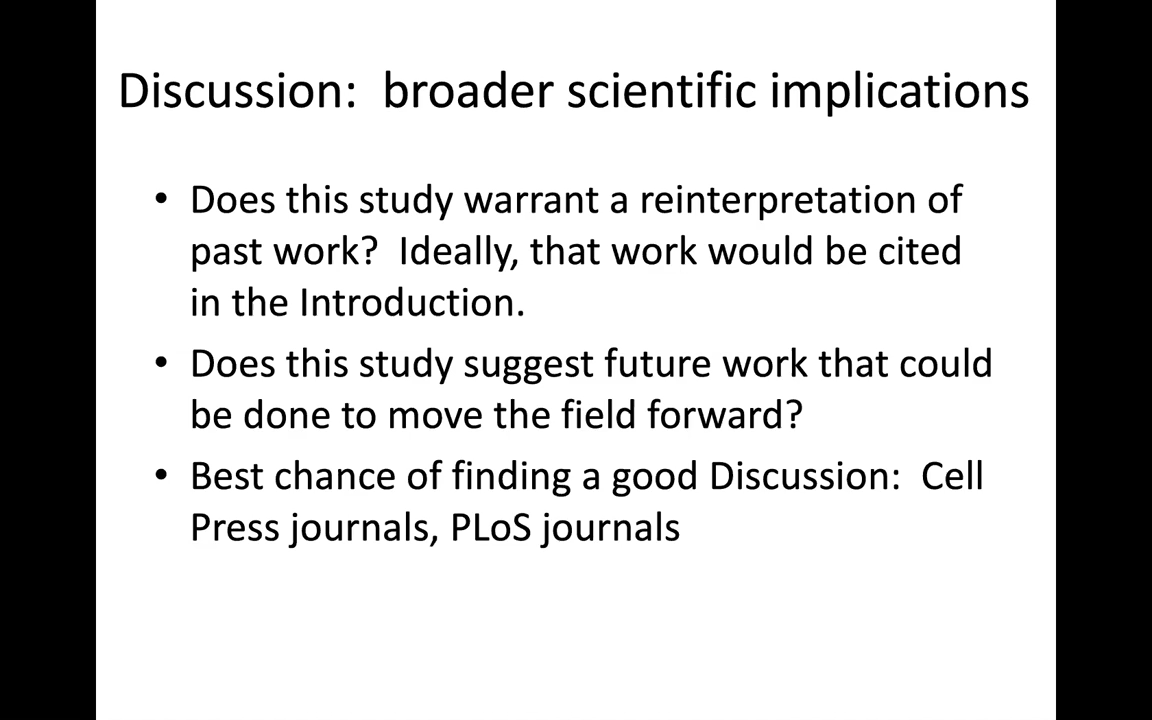 Discussion:  broader scientific implications
• Does this study warrant a reinterpretation of
past work?  Ideally, that work would be cited
in the Introduction.
• Does this study suggest future work that could
be done to move the field forward?
• Best chance of finding a good Discussion:  Cell
Press journals, PLoS journals